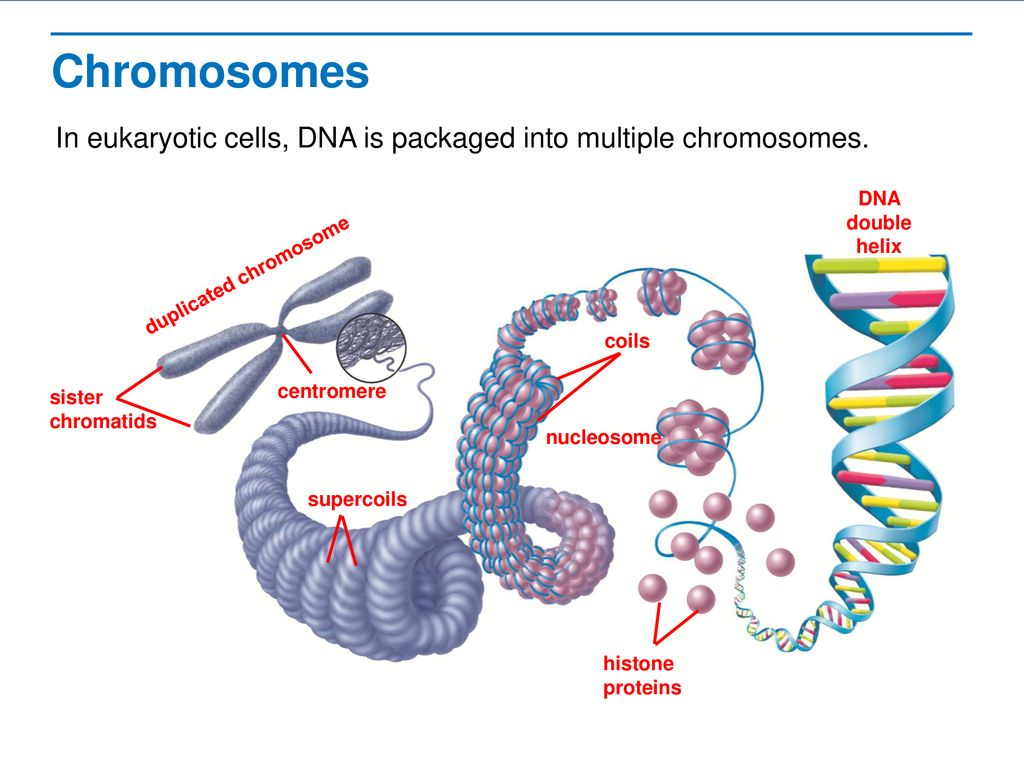 Chromosomes
In eukaryotic cells, DNA is packaged into multiple chromosomes.
DNA
double
helix
duplicated chromosome
coils
sister
chromatids
centromere
nucleosome
supercoils
histone
proteins